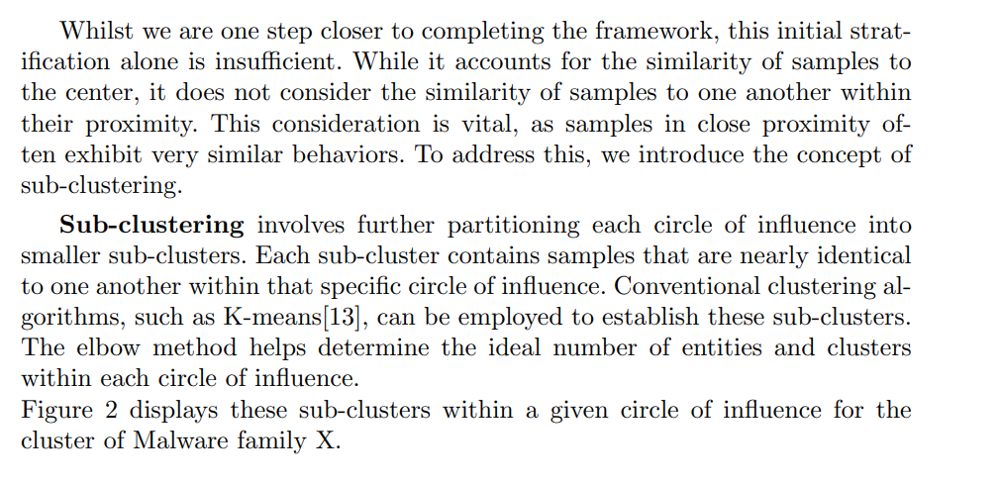 Whilst we are one step closer to completing the framework, this initial strat-
ification alone is insufficient. While it accounts for the similarity of samples to
the center, it does not consider the similarity of samples to one another within
their proximity. This consideration is vital, as samples in close proximity of-
ten exhibit very similar behaviors. To address this, we introduce the concept of
sub-clustering.
Sub-clustering involves further partitioning each circle of influence into
smaller sub-clusters. Each sub-cluster contains samples that are nearly identical
to one another within that specific circle of influence. Conventional clustering al-
gorithms, such as K-means[13], can be employed to establish these sub-clusters.
The elbow method helps determine the ideal number of entities and clusters
within each circle of influence.
Figure 2 displays these sub-clusters within a given circle of influence for the
cluster of Malware family X.